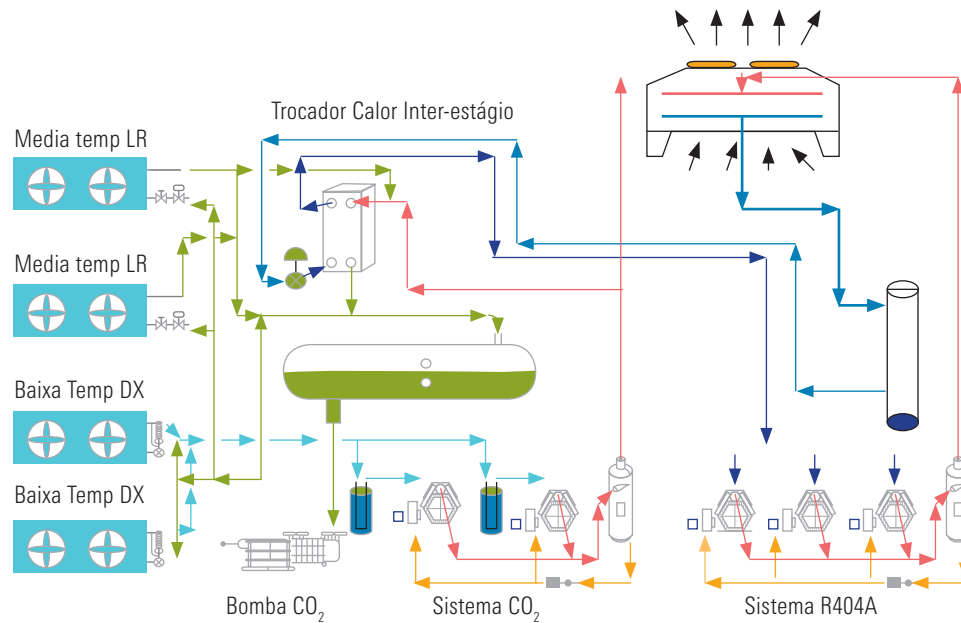 Trocador Calor Inter-estágio
Media temp LR
Media temp LR
Baixa Temp DX
Baixa Temp DX
Bomba CO₂
Sistema CO₂
Sistema R404A